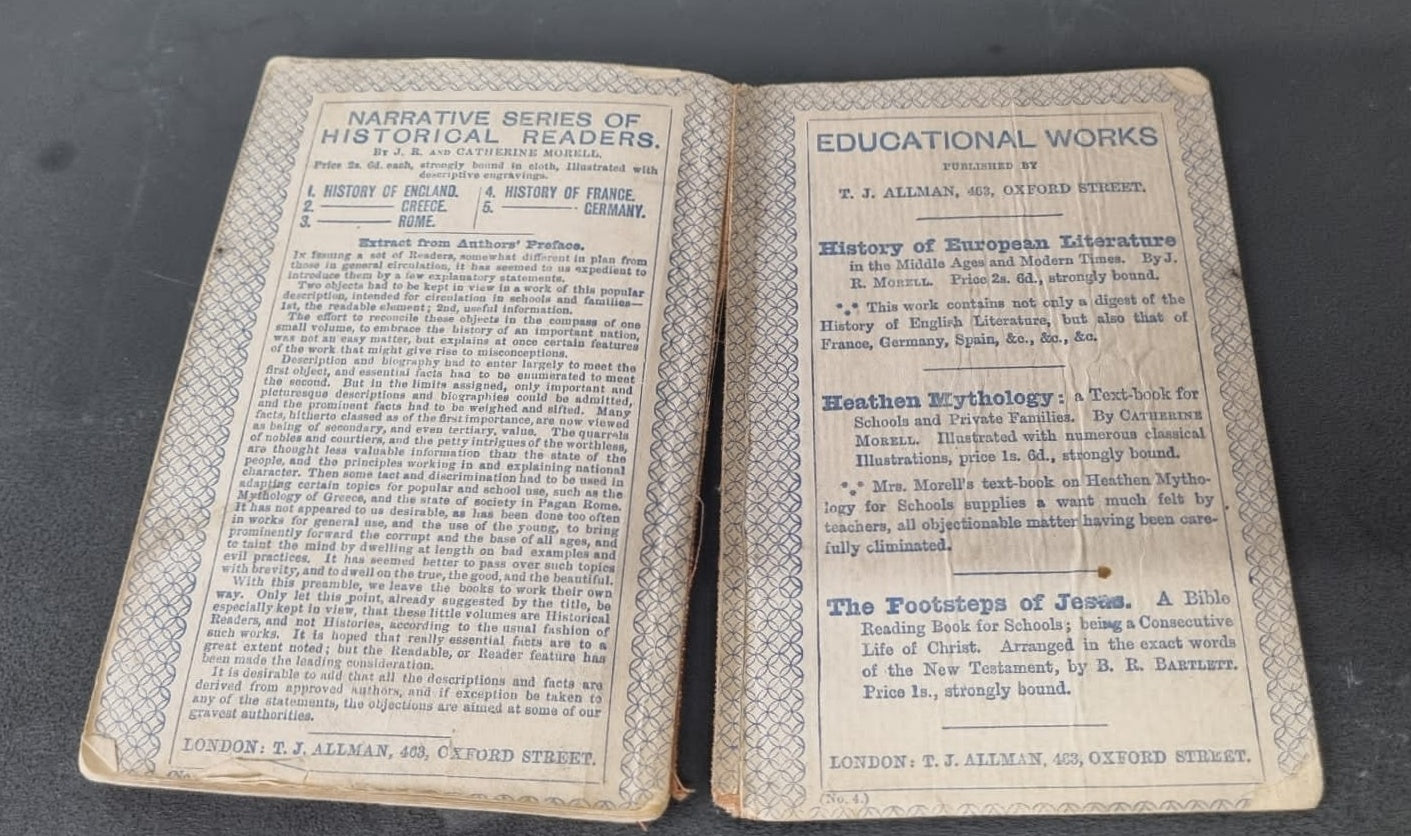 NARRATIVE SERIES OF
HISTORICAL READERS.
By J. R. AND CATHERINE MORELL.
Price 2s. 6d. each, strongly bound in cloth, Illustrated with
descriptive engravings.
1. HISTORY OF ENGLAND.
2. ——— GREECE.
3. ——— ROME.
4. HISTORY OF FRANCE.
5. ——— GERMANY.
Extract from Authors' Preface.
In issuing a set of Readers, somewhat different in plan from
those in general circulation, it has seemed to us expedient to
introduce them by a few explanatory statements.
Two objects had to be kept in view in a work of this popular
description, intended for circulation in schools and families—
1st, the readable element; 2nd, useful information.
The effort to reconcile these objects in the compass of one
small volume, to embrace the history of an important nation,
was not an easy matter, but explains at once certain features
of the work that might give rise to misconceptions.
Description and biography had to enter largely to meet the
first object, and essential facts had to be enumerated to meet
the second. But in the limits assigned, only important and
picturesque descriptions and biographies could be admitted,
and the prominent facts had to be weighed and sifted. Many
facts, hitherto classed as of the first importance, are now viewed
as being of secondary, and even tertiary, value. The quarrels
of nobles and courtiers, and the petty intrigues of the worthless,
are thought less valuable information than the state of the
people, and the principles working in and explaining national
character. Then some tact and discrimination had to be used in
adapting certain topics for popular and school use, such as the
Mythology of Greece, and the state of society in Pagan Rome.
It has not appeared to us desirable, as has been done too often
in works for general use, and the use of the young, to bring
prominently forward the corrupt and the base of all ages, and
to taint the mind by dwelling at length on bad examples and
evil practices. It has seemed better to pass over such topics
with brevity, and to dwell on the true, the good, and the beautiful.
With this preamble, we leave the books to work their own
way. Only let this point, already suggested by the title, be
especially kept in view, that these little volumes are Historical
Readers, and not Histories, according to the usual fashion of
such works. It is hoped that really essential facts are to a
great extent noted; but the Readable, or Reader feature has
been made the leading consideration.
It is desirable to add that all the descriptions and facts are
derived from approved authors, and if exception be taken to
any of the statements, the objections are aimed at some of our
gravest authorities.
LONDON: T. J. ALLMAN, 463, OXFORD STREET.
EDUCATIONAL WORKS
PUBLISHED BY
T. J. ALLMAN, 463, OXFORD STREET.
History of European Literature
in the Middle Ages and Modern Times. By J.
R. MORELL. Price 2s. 6d., strongly bound.
*** This work contains not only a digest of the
History of English Literature, but also that of
France, Germany, Spain, &c., &c., &c.
Heathen Mythology: a Text-book for
Schools and Private Families. By CATHERINE
MORELL. Illustrated with numerous classical
Illustrations, price 1s. 6d., strongly bound.
*** Mrs. Morell's text-book on Heathen Mytho-
logy for Schools supplies a want much felt by
teachers, all objectionable matter having been care-
fully eliminated.
The Footsteps of Jesus. A Bible
Reading Book for Schools; being a Consecutive
Life of Christ. Arranged in the exact words
of the New Testament, by B. R. BARTLETT.
Price 1s., strongly bound.
LONDON: T. J. ALLMAN, 463, OXFORD STREET.
(No. 4.)